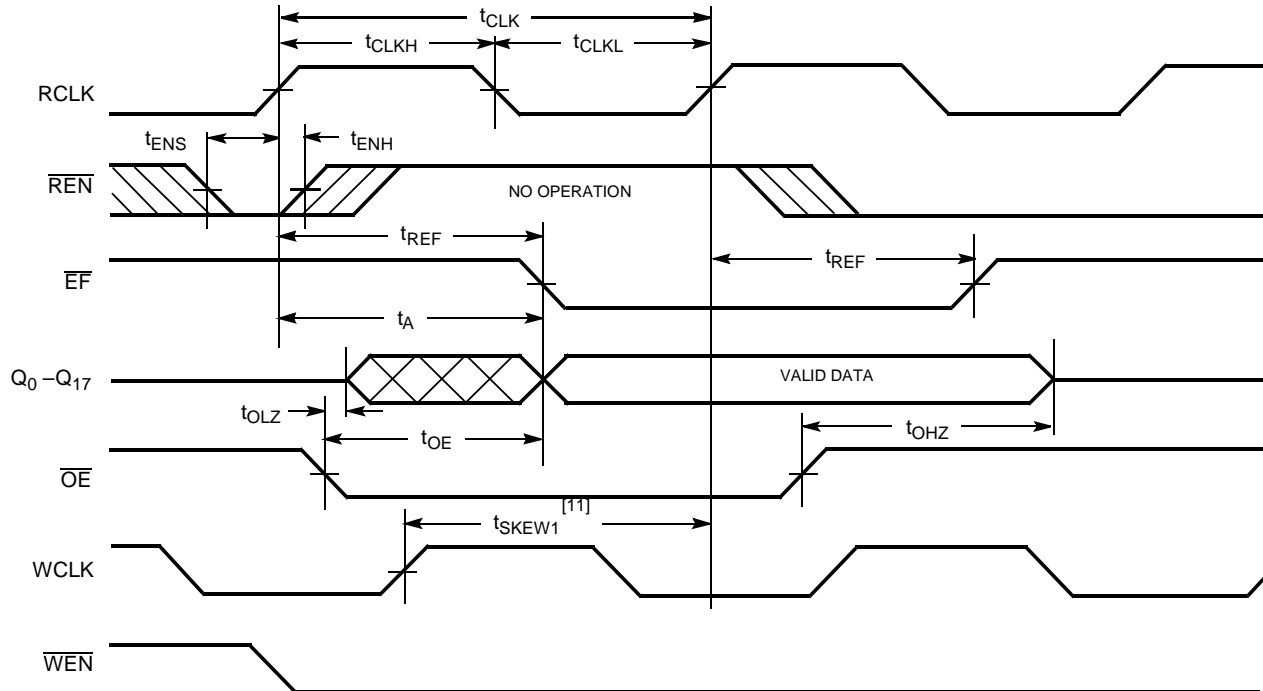 tCLK
tCLKH
tCLKL
RCLK
tENS
tENH
REN
NO OPERATION
tREF
tREF
EF
tA
Q0 –Q17
VALID DATA
tOLZ
tOE
tOHZ
OE
[11]
tSKEW1
WCLK
WEN